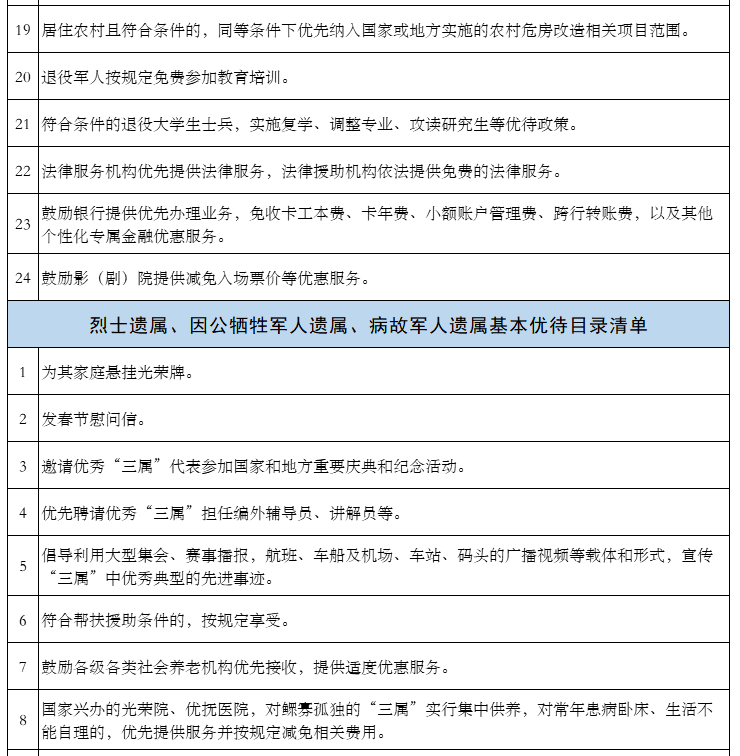 19 居住农村且符合条件的，同等条件下优先纳入国家或地方实施的农村危房改造相关项目范围。
20 退役军人按规定免费参加教育培训。
21 符合条件的退役大学生士兵，实施复学、调整专业、攻读研究生等优待政策。
22 法律服务机构优先提供法律服务，法律援助机构依法提供免费的法律服务。
23 鼓励银行提供优先办理业务，免收卡工本费、卡年费、小额账户管理费、跨行转账费，以及其他
个性化专属金融优惠服务。
24 鼓励影（剧）院提供减免入场票价等优惠服务。
烈士遗属、因公牺牲军人遗属、病故军人遗属基本优待目录清单
1 为其家庭悬挂光荣牌。
2 发春节慰问信。
3 邀请优秀“三属”代表参加国家和地方重要庆典和纪念活动。
4 优先聘请优秀“三属”担任编外辅导员、讲解员等。
5 倡导利用大型集会、赛事播报，航班、车船及机场、车站、码头的广播视频等载体和形式，宣传
“三属”中优秀典型的先进事迹。
6 符合帮扶援助条件的，按规定享受。
7 鼓励各级各类社会养老机构优先接收，提供适度优惠服务。
8 国家兴办的光荣院、优抚医院，对鳏寡孤独的“三属”实行集中供养，对常年患病卧床、生活不
能自理的，优先提供服务并按规定减免相关费用。